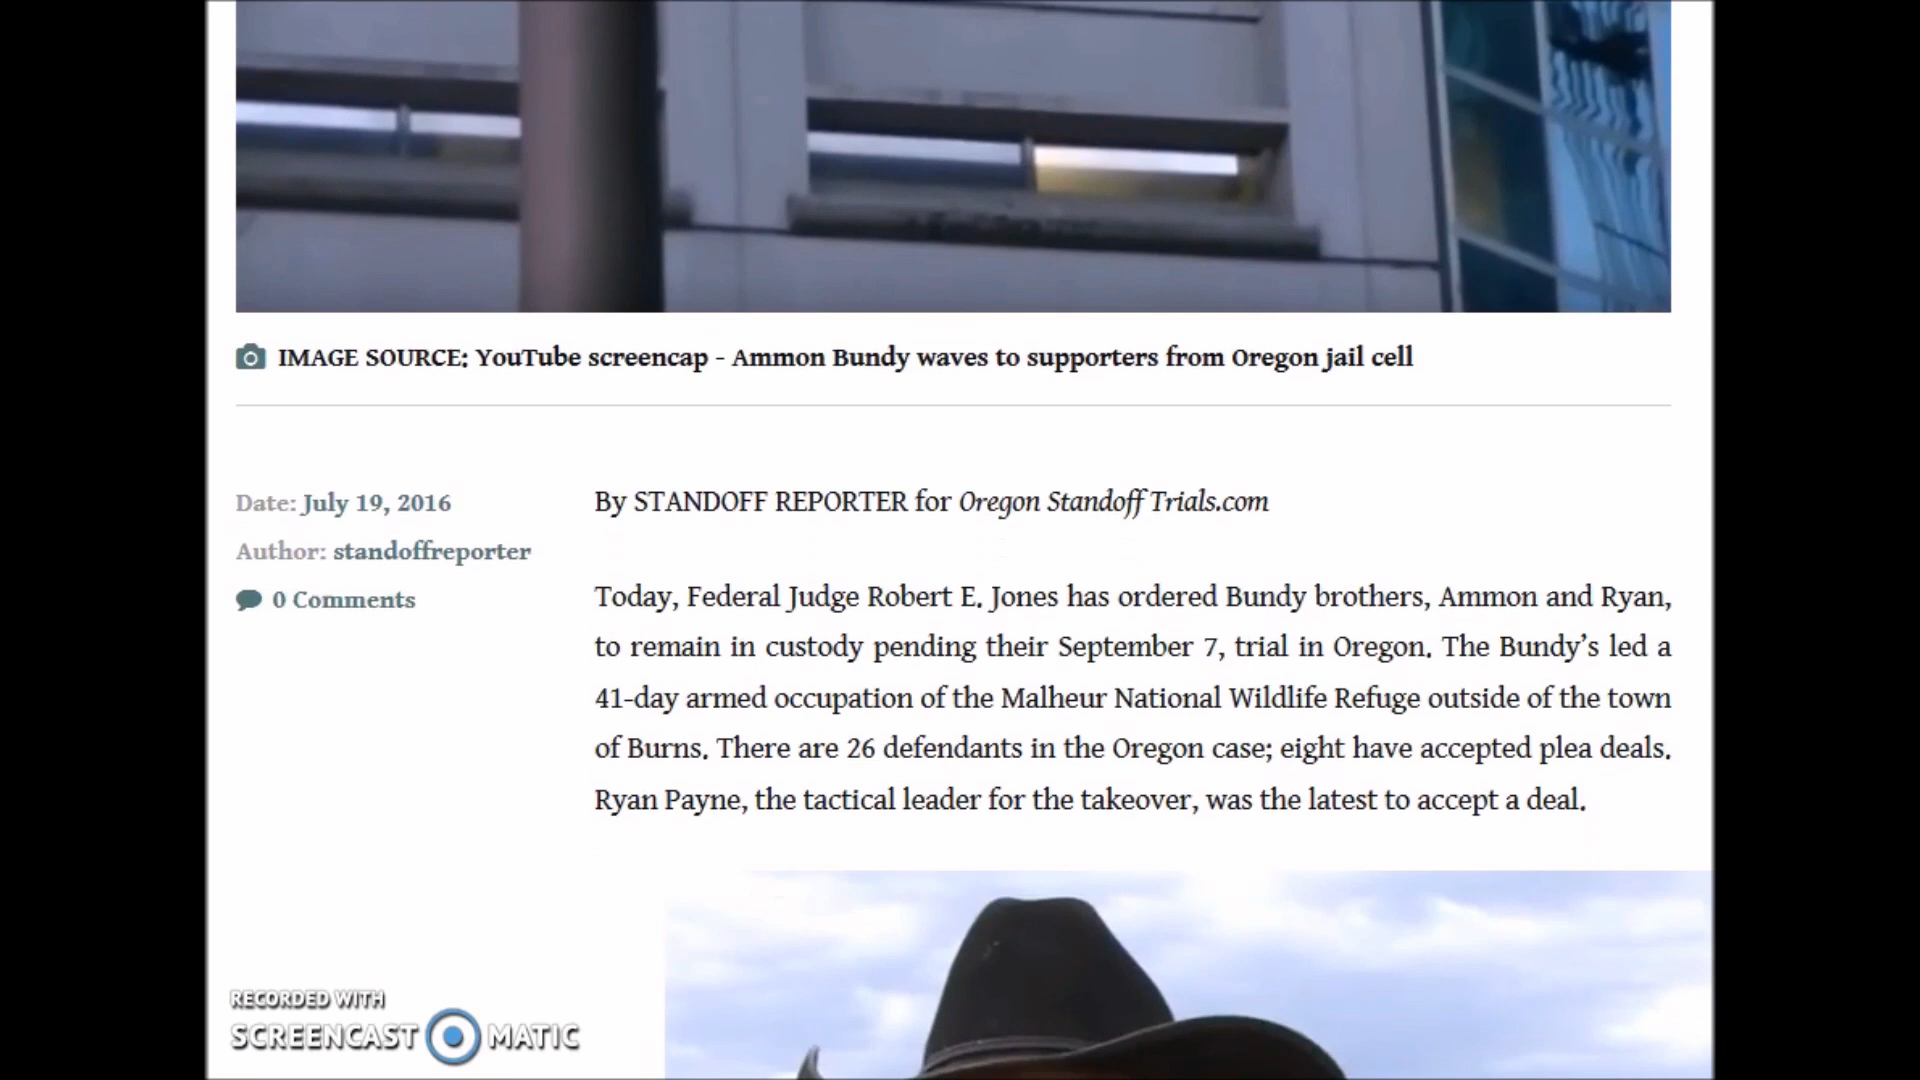 IMAGE SOURCE: YouTube screencap - Ammon Bundy waves to supporters from Oregon jail cell
Date: July 19, 2016
Author: standoffreporter
0 Comments
By STANDOFF REPORTER for Oregon Standoff Trials.com
Today, Federal Judge Robert E. Jones has ordered Bundy brothers, Ammon and Ryan,
to remain in custody pending their September 7, trial in Oregon. The Bundy’s led a
41-day armed occupation of the Malheur National Wildlife Refuge outside of the town
of Burns. There are 26 defendants in the Oregon case; eight have accepted plea deals.
Ryan Payne, the tactical leader for the takeover, was the latest to accept a deal.
RECORDED WITH
SCREENCAST MATIC